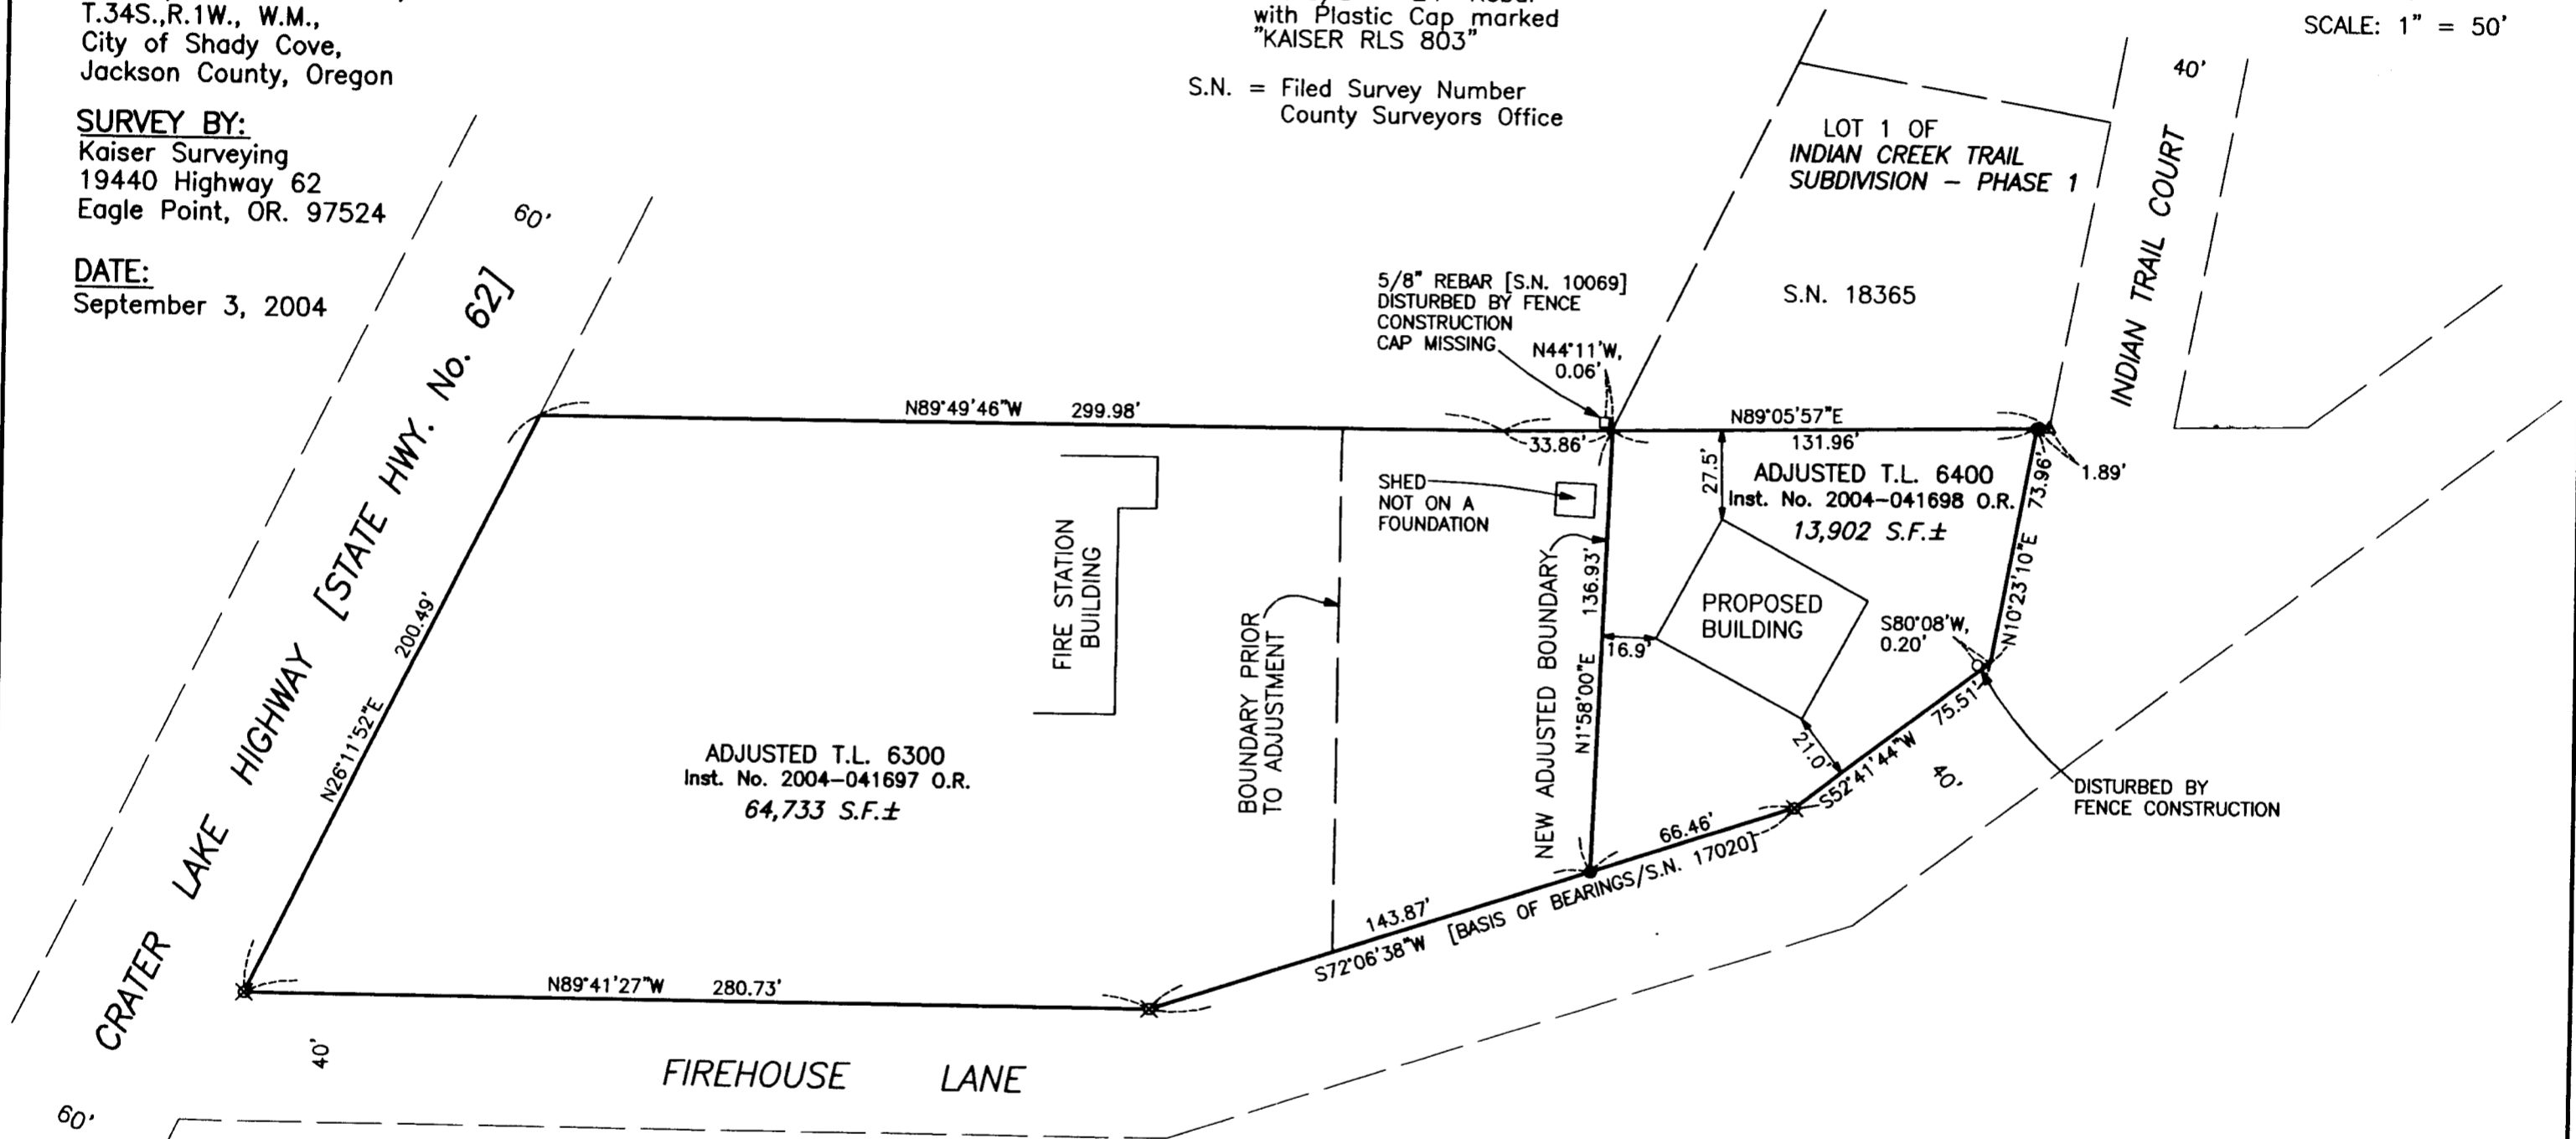 T.34S.,R.1W., W.M.,
City of Shady Cove,
Jackson County, Oregon
SURVEY BY:
Kaiser Surveying
19440 Highway 62
Eagle Point, OR. 97524
DATE:
September 3, 2004
with Plastic Cap marked
"KAISER RLS 803"
S.N. = Filed Survey Number
County Surveyors Office
SCALE: 1" = 50'
40'
LOT 1 OF
INDIAN CREEK TRAIL
SUBDIVISION – PHASE 1
S.N. 18365
INDIAN TRAIL COURT
60'
CRATER LAKE HIGHWAY [STATE HWY. No. 62]
5/8" REBAR [S.N. 10069]
DISTURBED BY FENCE
CONSTRUCTION
CAP MISSING
N44°11'W,
0.06'
N89°49'46"W 299.98'
33.86'
N89°05'57"E
131.96'
1.89'
ADJUSTED T.L. 6400
Inst. No. 2004-041698 O.R.
13,902 S.F.±
27.5'
73.96'
N10°23'10"E
SHED
NOT ON A
FOUNDATION
FIRE STATION
BUILDING
BOUNDARY PRIOR
TO ADJUSTMENT
NEW ADJUSTED BOUNDARY
N1°58'00"E 136.93'
16.9'
PROPOSED
BUILDING
S80°08'W,
0.20'
21.0'
S52°41'44"W 75.51'
40'
DISTURBED BY
FENCE CONSTRUCTION
N26°11'52"E 200.49'
ADJUSTED T.L. 6300
Inst. No. 2004-041697 O.R.
64,733 S.F.±
66.46'
143.87'
S72°06'38"W [BASIS OF BEARINGS/S.N. 17020]
N89°41'27"W 280.73'
40'
FIREHOUSE LANE
60'